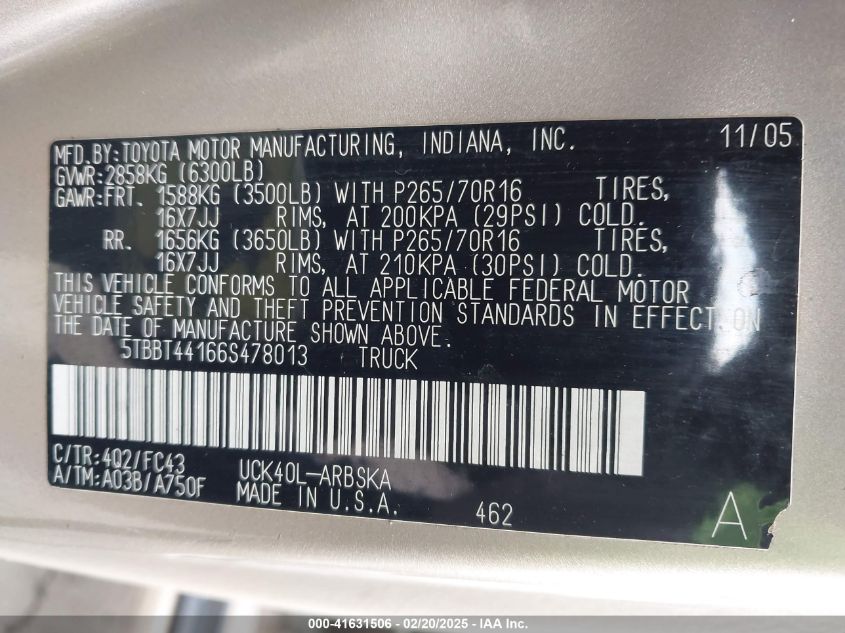 MFD.BY:TOYOTA MOTOR MANUFACTURING, INDIANA, INC. 11/05
GVWR:2858KG (6300LB)
GAWR:FRT. 1588KG (3500LB) WITH P265/70R16 TIRES,
16X7JJ RIMS, AT 200KPA (29PSI) COLD.
RR. 1656KG (3650LB) WITH P265/70R16 TIRES,
16X7JJ RIMS, AT 210KPA (30PSI) COLD.
THIS VEHICLE CONFORMS TO ALL APPLICABLE FEDERAL MOTOR
VEHICLE SAFETY AND THEFT PREVENTION STANDARDS IN EFFECT ON
THE DATE OF MANUFACTURE SHOWN ABOVE.
5TBBT44166S478013 TRUCK
C/TR:4Q2/FC43 UCK40L-ARBSKA
A/TM:A03B/A750F MADE IN U.S.A. 462 A
000-41631506 — 02/20/2025 — IAA Inc.